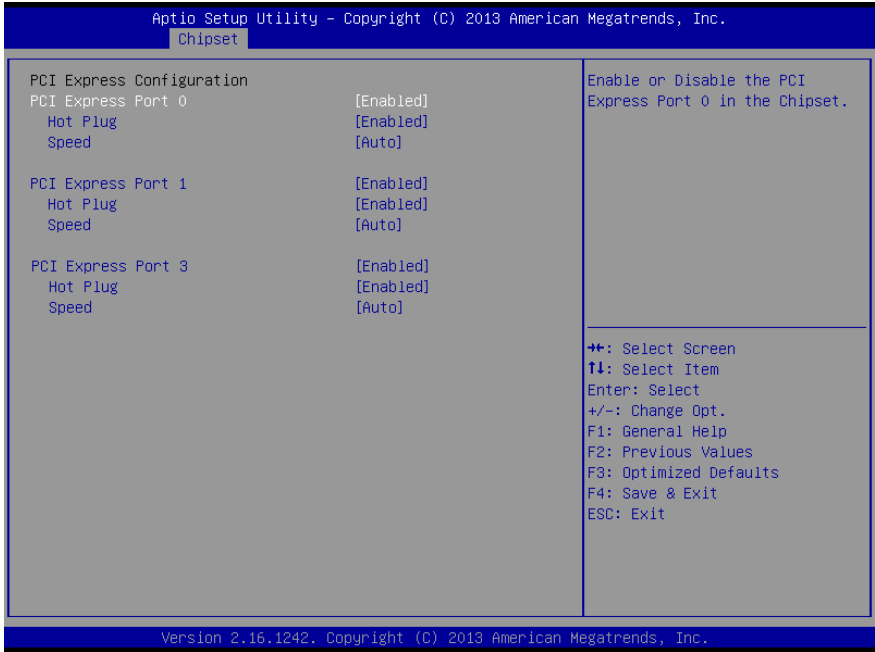 Aptio Setup Utility – Copyright (C) 2013 American Megatrends, Inc.
Chipset
PCI Express Configuration
PCI Express Port 0 [Enabled]
Hot Plug [Enabled]
Speed [Auto]
PCI Express Port 1 [Enabled]
Hot Plug [Enabled]
Speed [Auto]
PCI Express Port 3 [Enabled]
Hot Plug [Enabled]
Speed [Auto]
Enable or Disable the PCI
Express Port 0 in the Chipset.
→←: Select Screen
↑↓: Select Item
Enter: Select
+/-: Change Opt.
F1: General Help
F2: Previous Values
F3: Optimized Defaults
F4: Save & Exit
ESC: Exit
Version 2.16.1242. Copyright (C) 2013 American Megatrends, Inc.